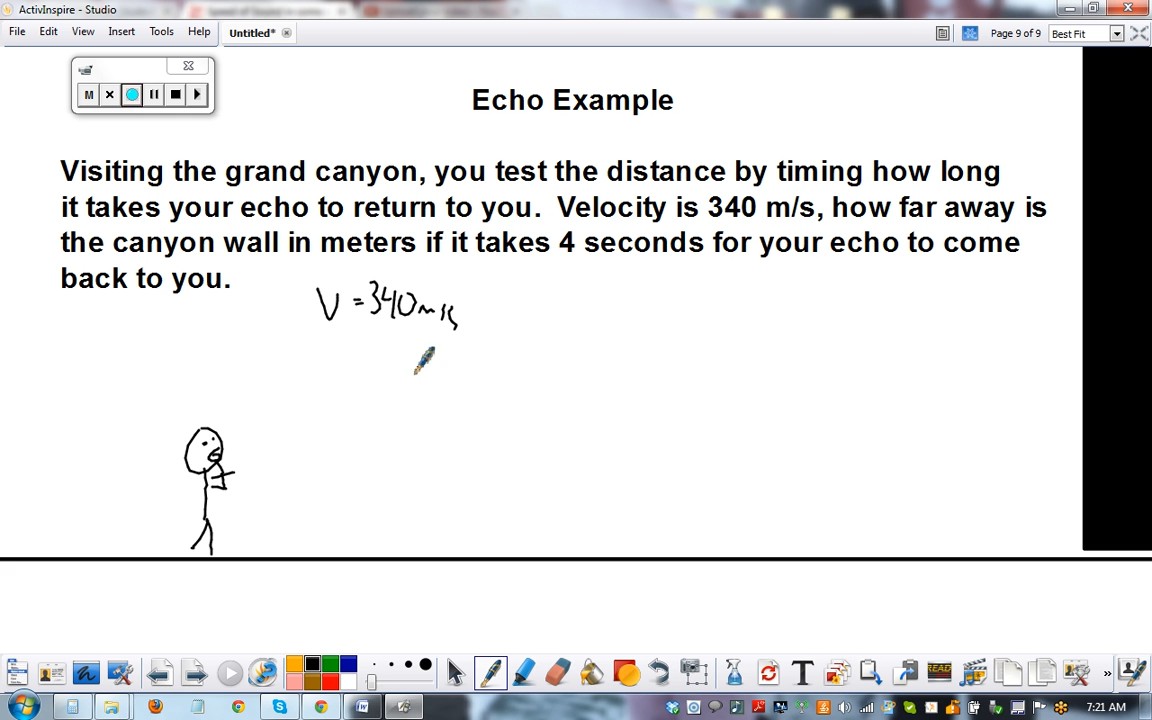 ActivInspire - Studio
File Edit View Insert Tools Help Untitled* Page 9 of 9 Best Fit
M
Echo Example
Visiting the grand canyon, you test the distance by timing how long
it takes your echo to return to you. Velocity is 340 m/s, how far away is
the canyon wall in meters if it takes 4 seconds for your echo to come
back to you.
V = 340 m/s
T READ »
7:21 AM